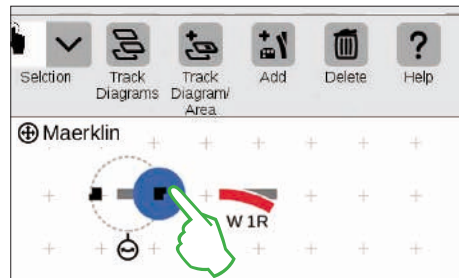 ?
Selction Track Track Add Delete Help
Diagrams Diagram/
Area
Maerklin
W 1R